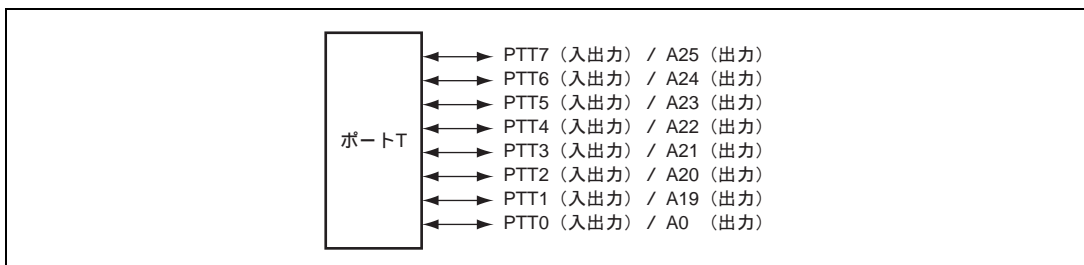 PTT7（入出力） / A25（出力）
PTT6（入出力） / A24（出力）
PTT5（入出力） / A23（出力）
PTT4（入出力） / A22（出力）
ポートT
PTT3（入出力） / A21（出力）
PTT2（入出力） / A20（出力）
PTT1（入出力） / A19（出力）
PTT0（入出力） / A0 （出力）